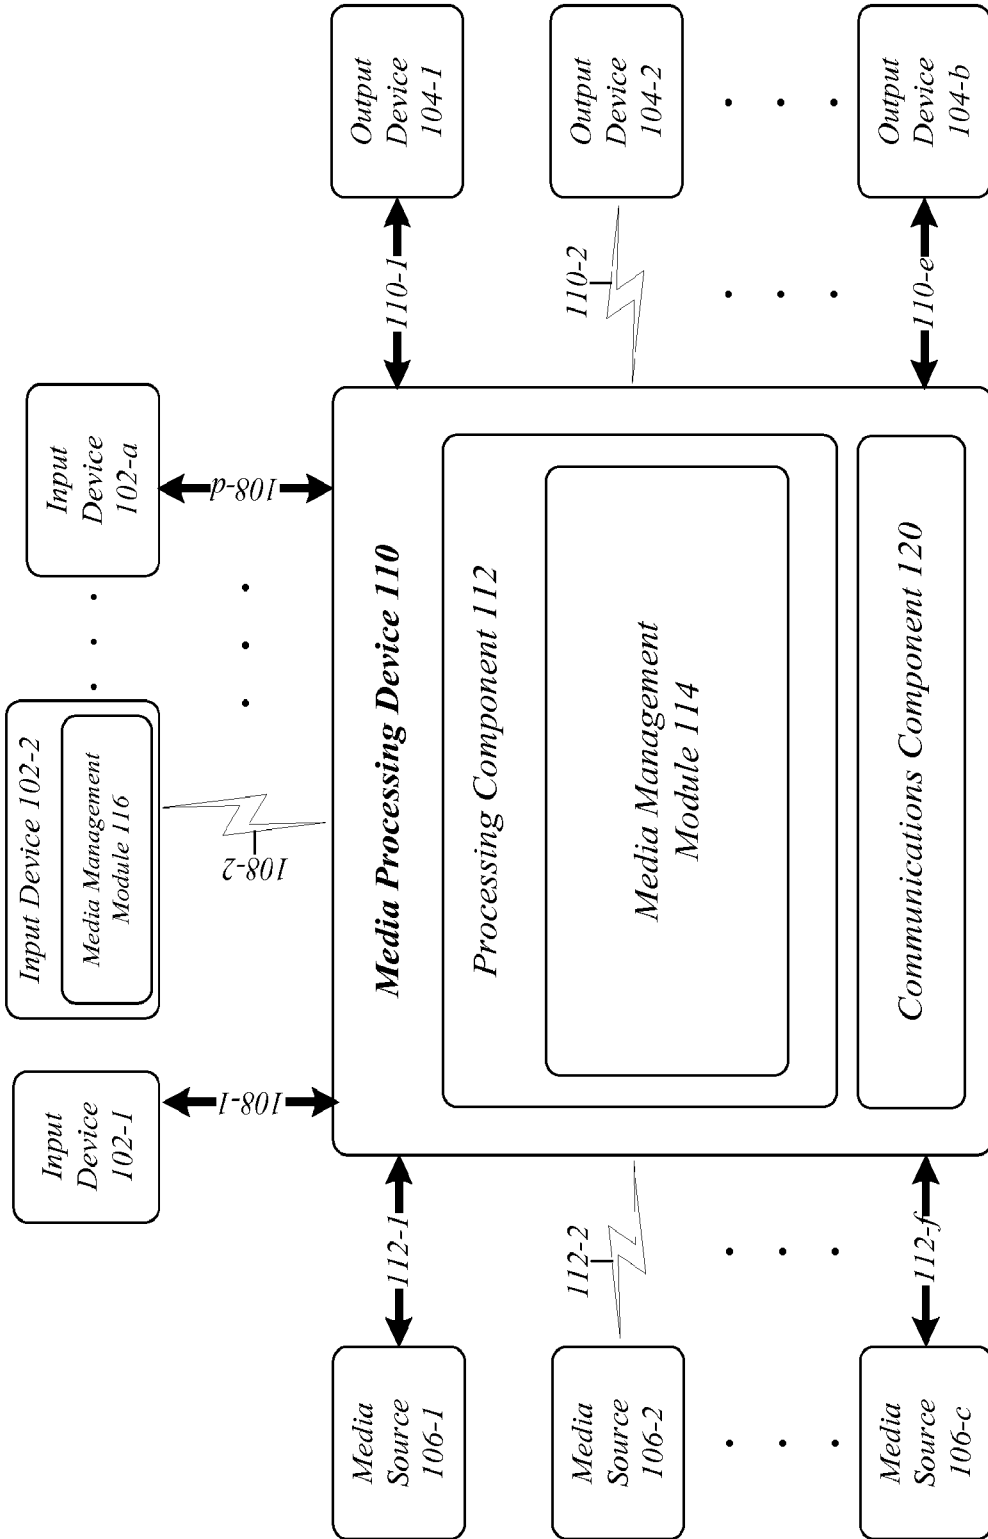 Input
Device
102-1
Input Device 102-2
Media Management
Module 116
Input
Device
102-a
108-1
108-2
108-d
Media
Source
106-1
112-1
Media Processing Device 110
110-1
Output
Device
104-1
Processing Component 112
Media
Source
106-2
112-2
Media Management
Module 114
110-2
Output
Device
104-2
Media
Source
106-c
112-f
Communications Component 120
110-e
Output
Device
104-b